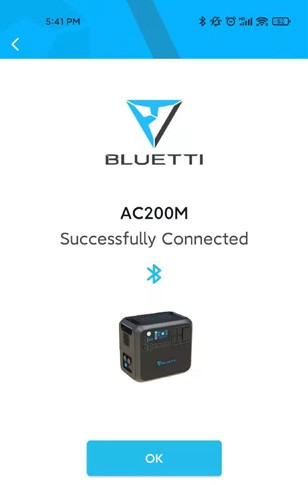 5:41 PM
BLUETTI
AC200M
Successfully Connected
OK